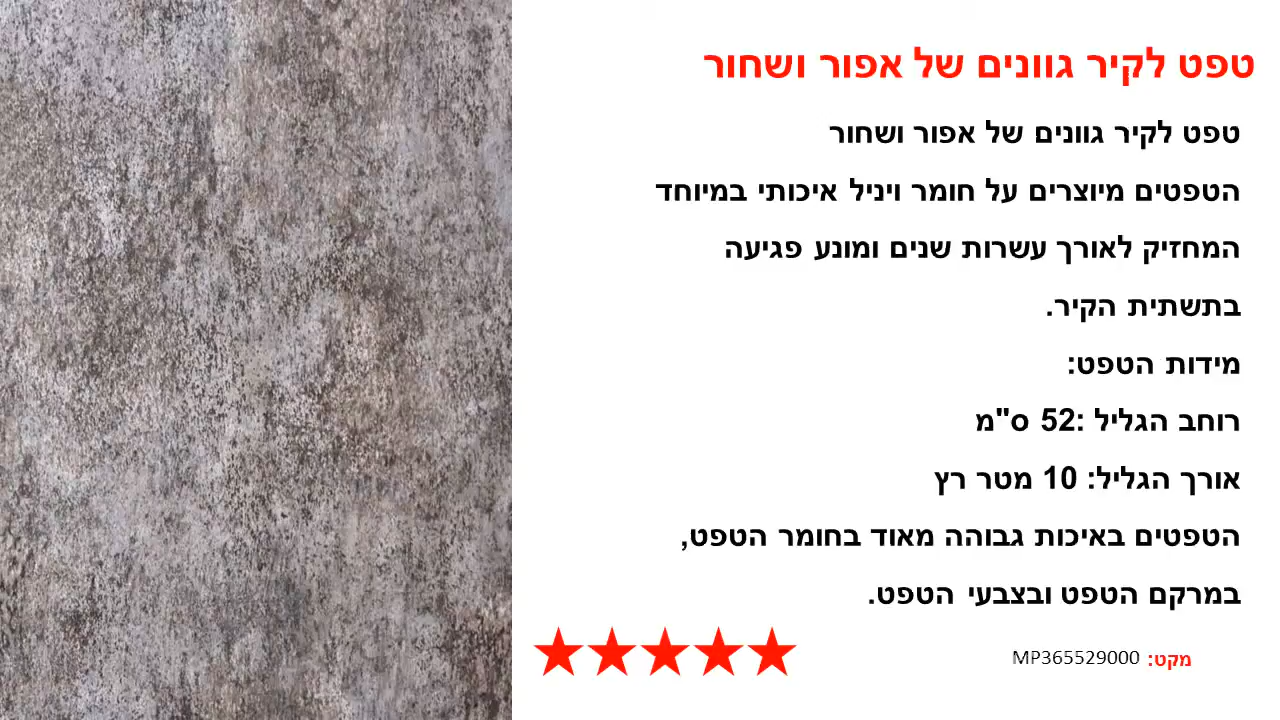 טפט לקיר גוונים של אפור ושחור
טפט לקיר גוונים של אפור ושחור
הטפטים מיוצרים על חומר ויניל איכותי במיוחד
המחזיק לאורך עשרות שנים ומונע פגיעה
בתשתית הקיר.
מידות הטפט:
רוחב הגליל :52 ס"מ
אורך הגליל: 10 מטר רץ
הטפטים באיכות גבוהה מאוד בחומר הטפט,
במרקם הטפט ובצבעי הטפט.
מקט: MP365529000